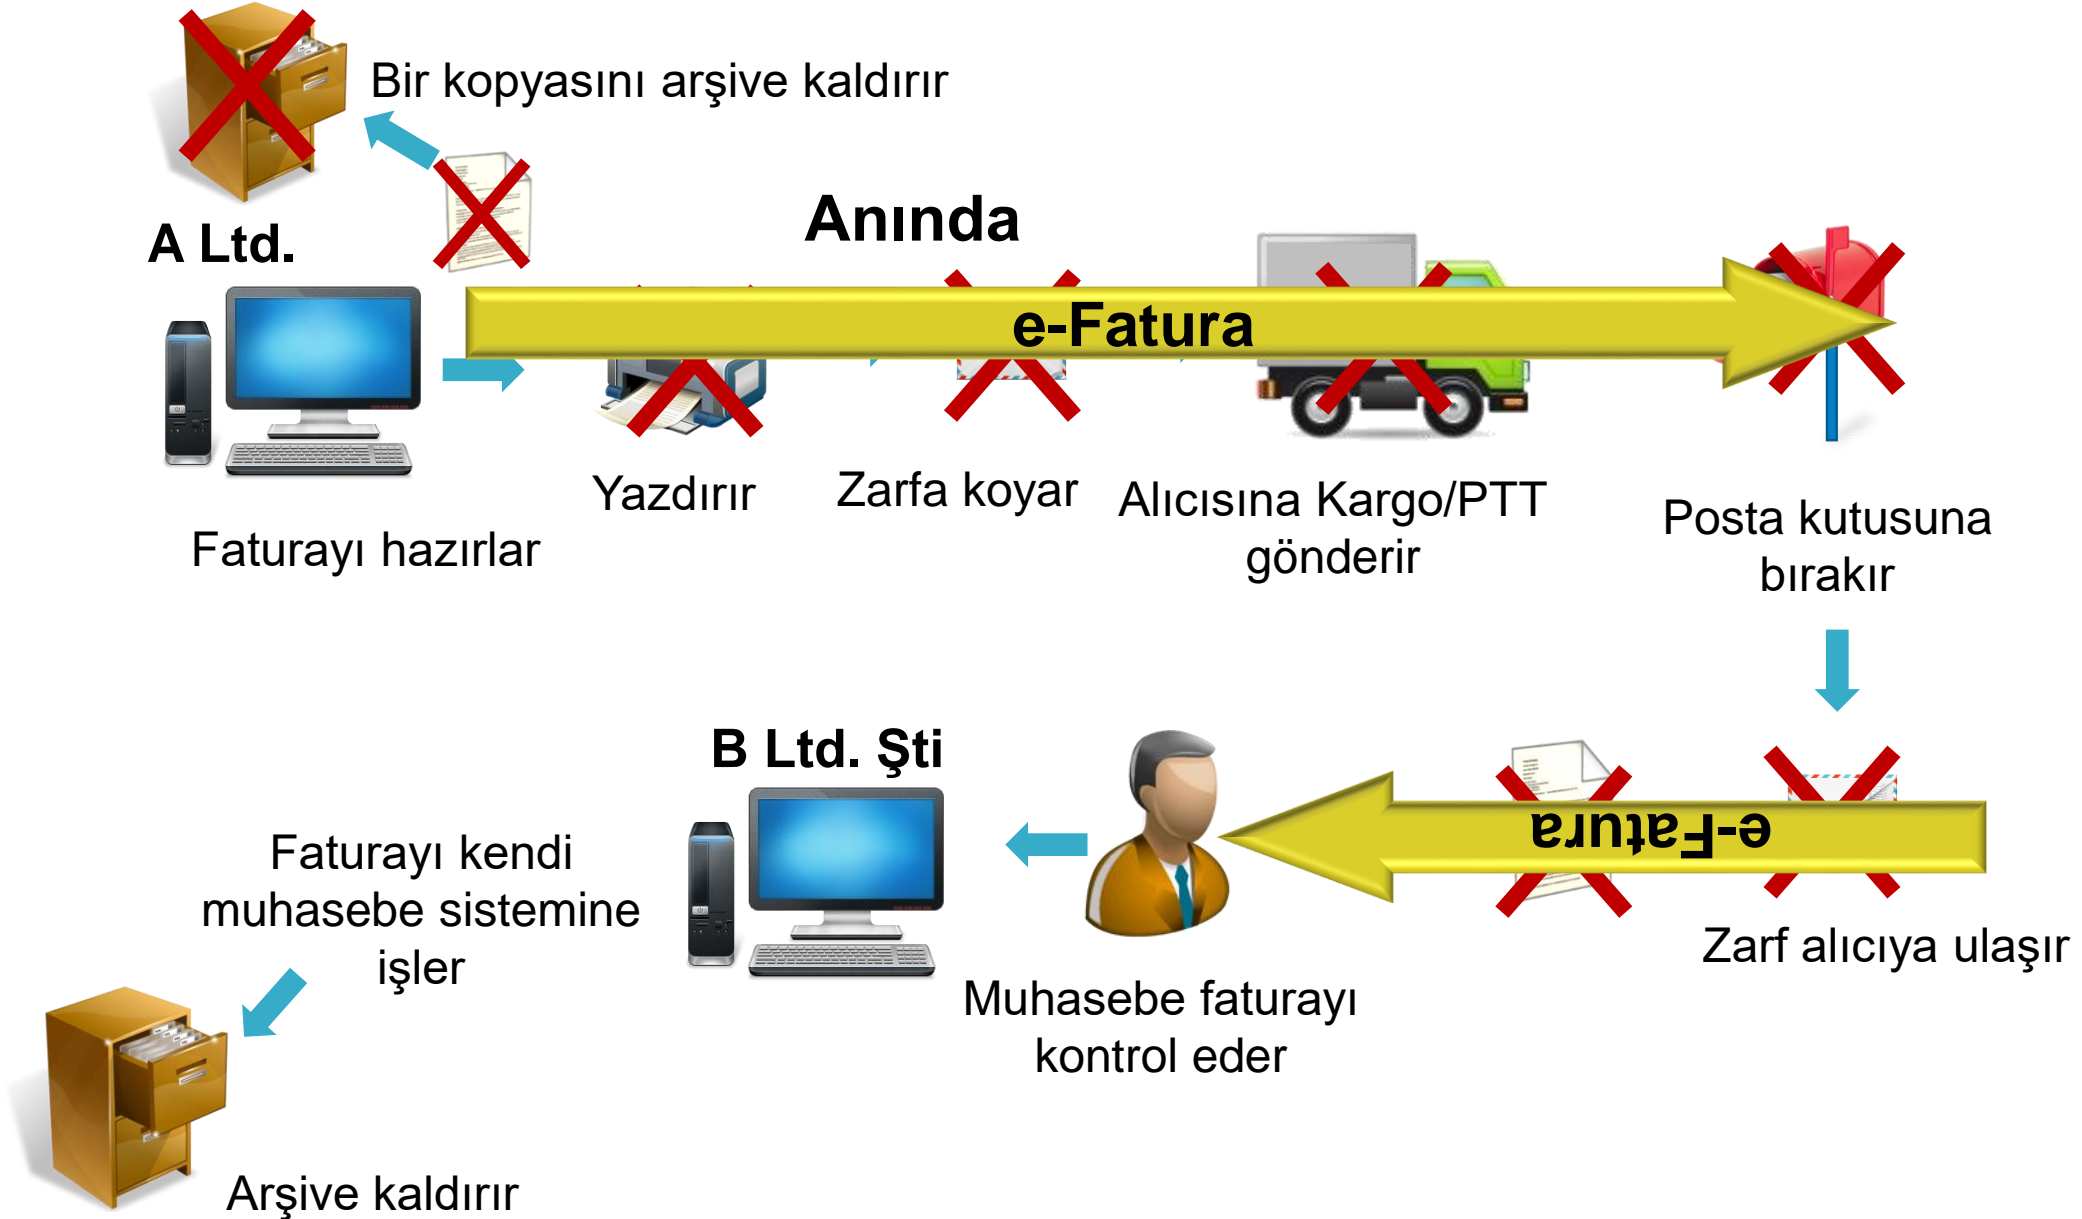 Bir kopyasını arşive kaldırır
Anında
A Ltd.
e-Fatura
Yazdırır
Zarfa koyar
Alıcısına Kargo/PTT
gönderir
Posta kutusuna
bırakır
Faturayı hazırlar
B Ltd. Şti
e-Fatura
Faturayı kendi
muhasebe sistemine
işler
Zarf alıcıya ulaşır
Muhasebe faturayı
kontrol eder
Arşive kaldırır